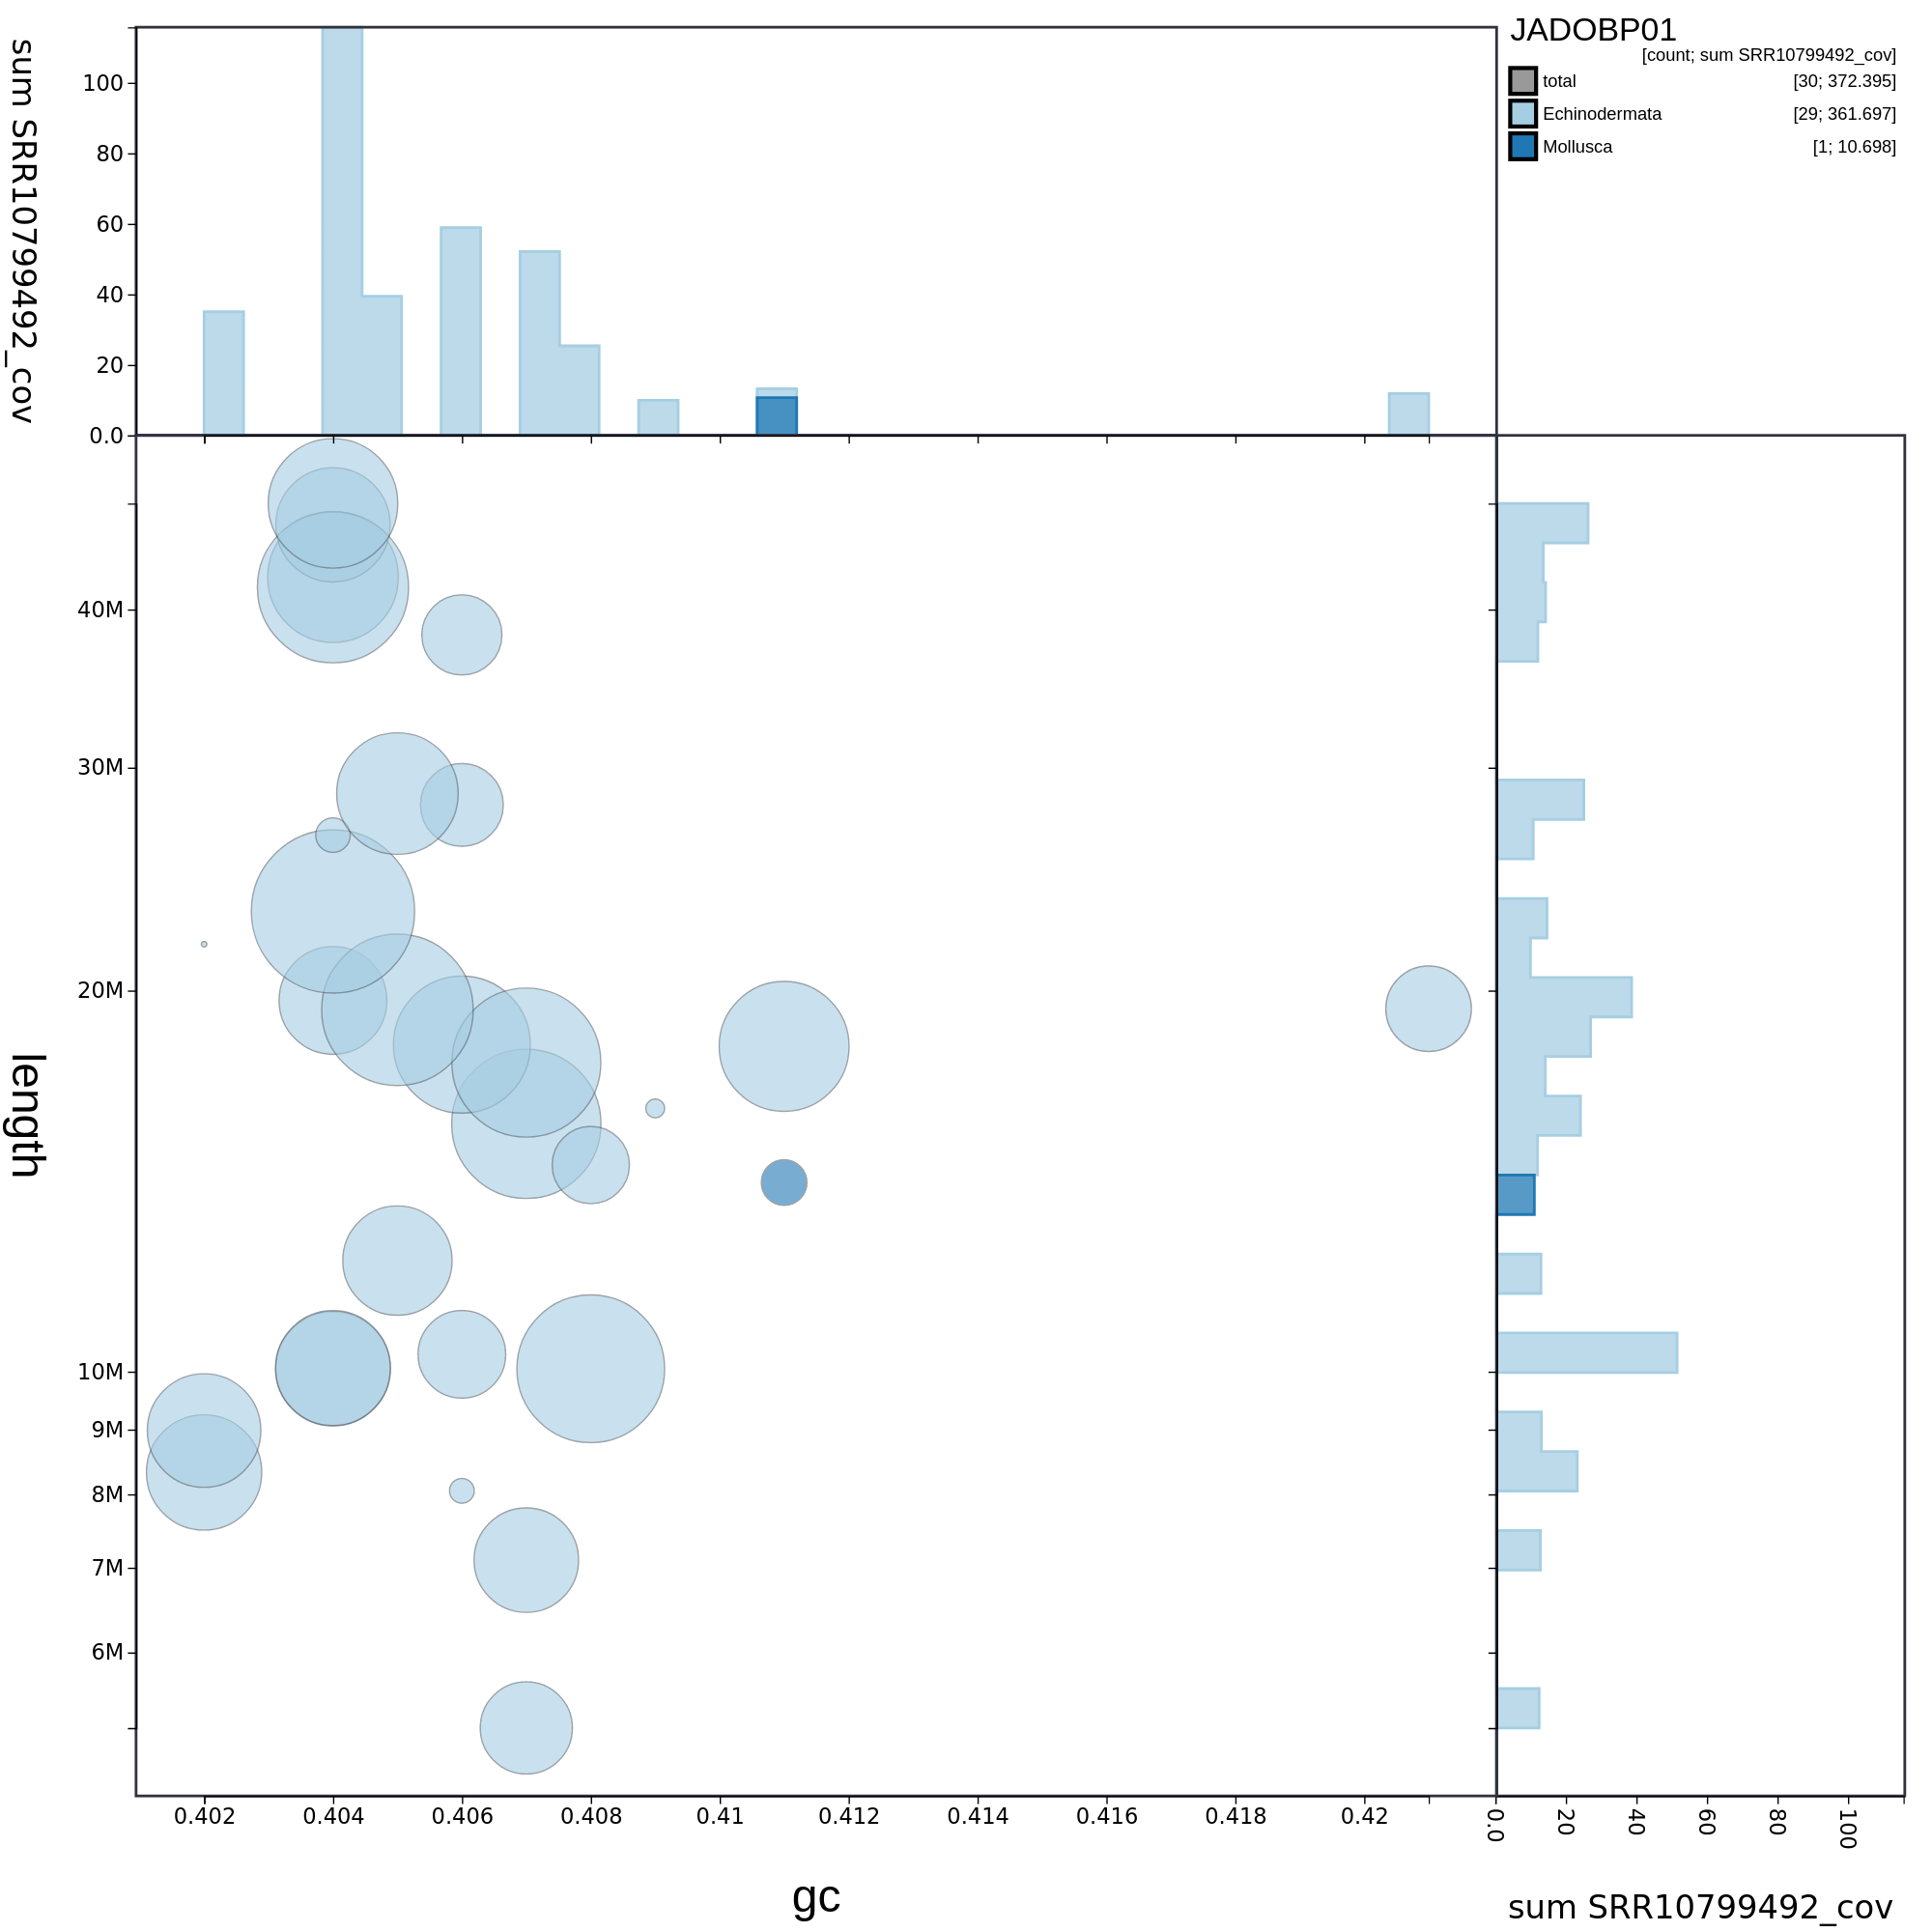 JADOBP01
[count; sum SRR10799492_cov]
total [30; 372.395]
Echinodermata [29; 361.697]
Mollusca [1; 10.698]
sum SRR10799492_cov
100
80
60
40
20
0.0
length
40M
30M
20M
10M
9M
8M
7M
6M
0.402 0.404 0.406 0.408 0.41 0.412 0.414 0.416 0.418 0.42
gc
0.0 20 40 60 80 100
sum SRR10799492_cov